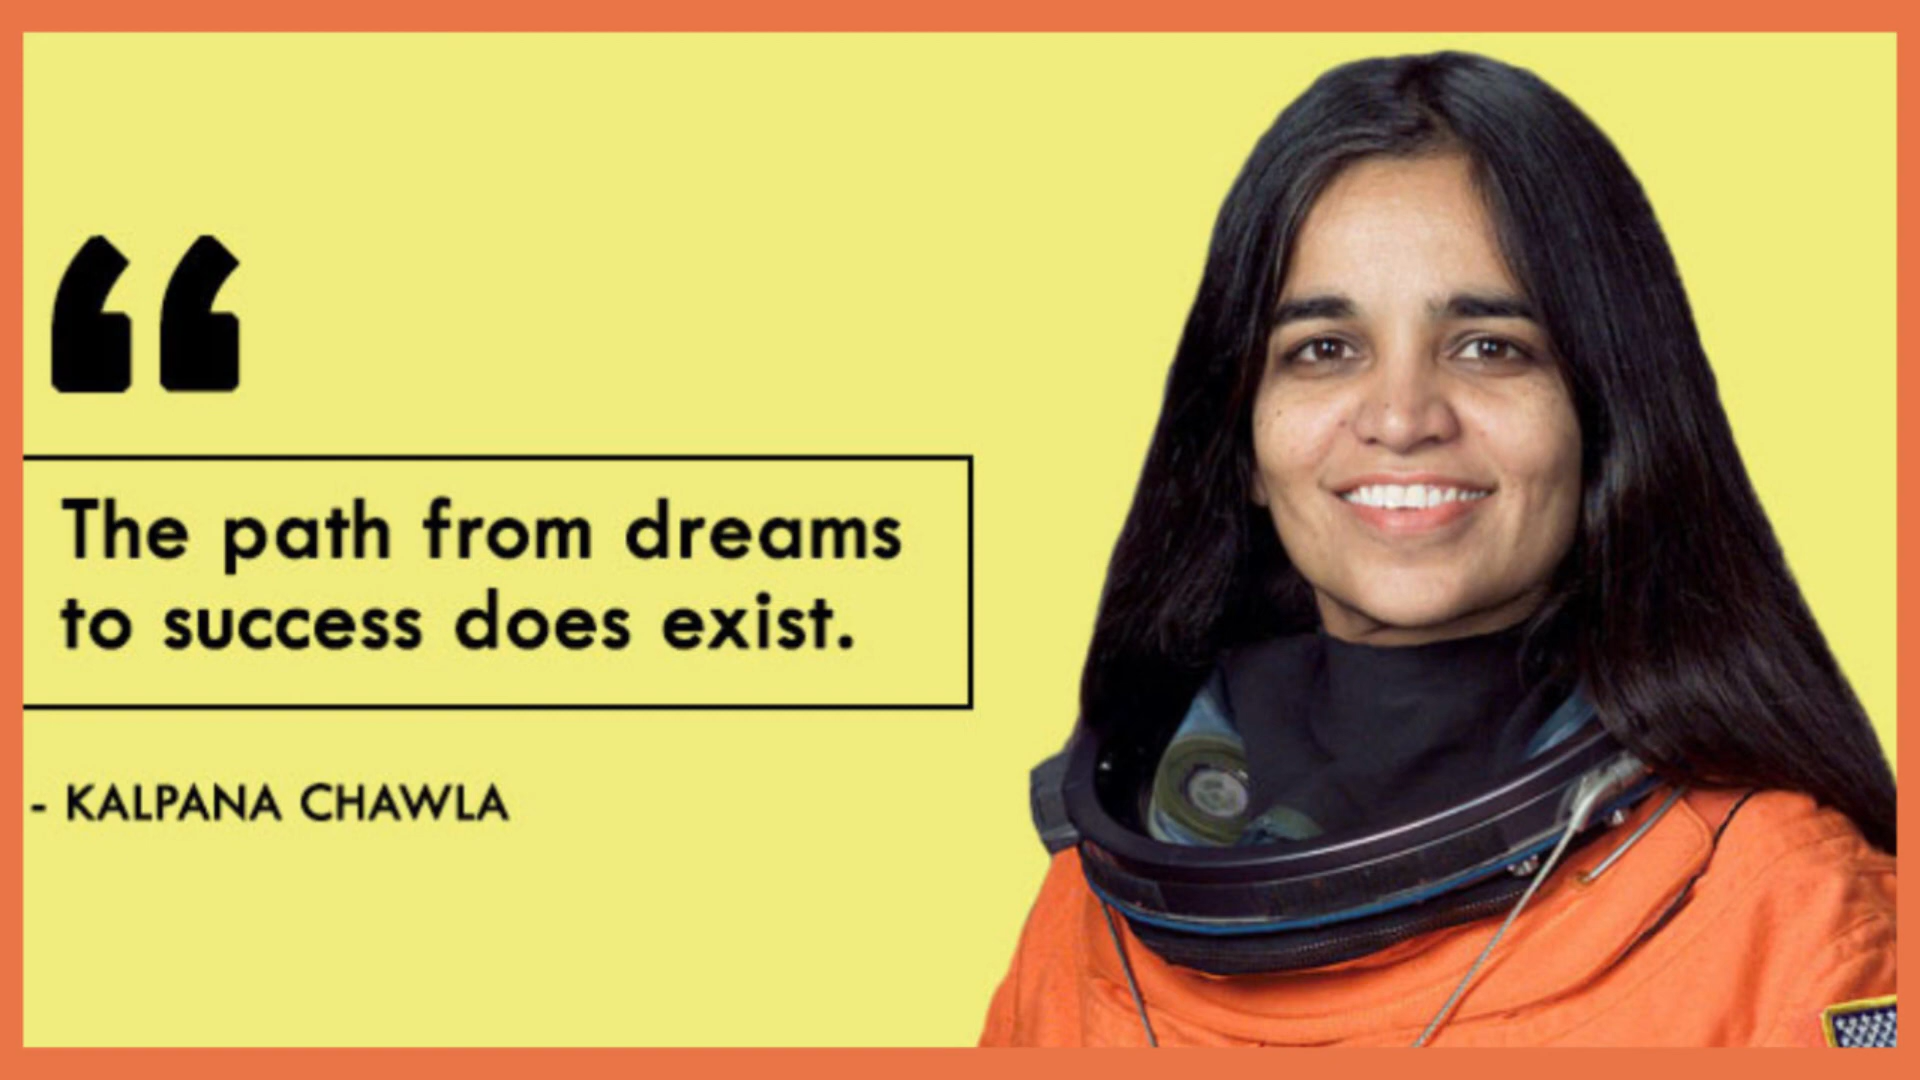 “
The path from dreams
to success does exist.
- KALPANA CHAWLA